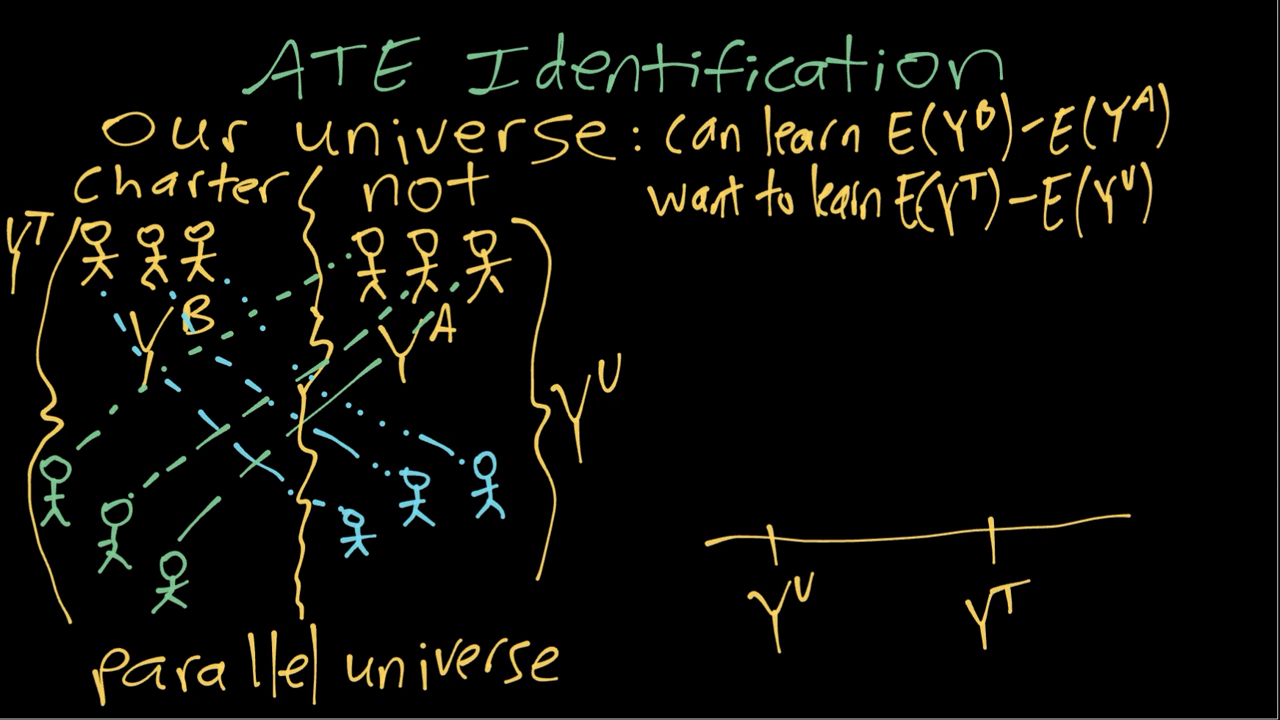 ATE Identification
Our universe: can learn E(Y^B)-E(Y^A)
charter not want to learn E(Y^T)-E(Y^U)
Y^T
Y^B Y^A
Y^U
Y^U Y^T
parallel universe